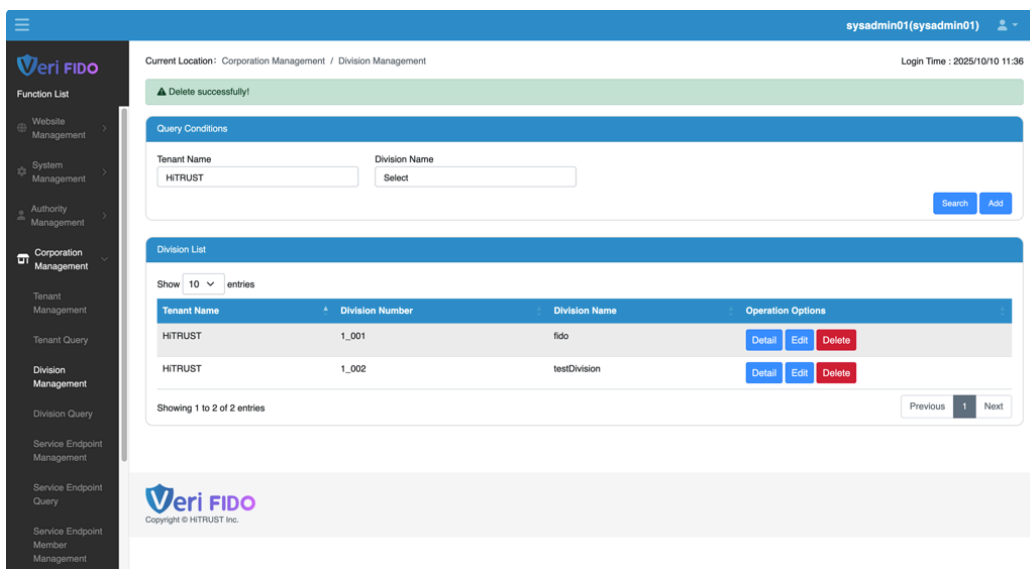 sysadmin01(sysadmin01)
Veri FIDO
Function List
Website
Management
System
Management
Authority
Management
Corporation
Management
Tenant
Management
Tenant Query
Division
Management
Division Query
Service Endpoint
Management
Service Endpoint
Query
Service Endpoint
Member
Management
Current Location: Corporation Management / Division Management
Login Time : 2025/10/10 11:36
Delete successfully!
Query Conditions
Tenant Name Division Name
HiTRUST Select
Search Add
Division List
Show 10 entries
Tenant Name Division Number Division Name Operation Options
HiTRUST 1_001 fido Detail Edit Delete
HiTRUST 1_002 testDivision Detail Edit Delete
Showing 1 to 2 of 2 entries
Previous 1 Next
Veri FIDO
Copyright © HiTRUST Inc.